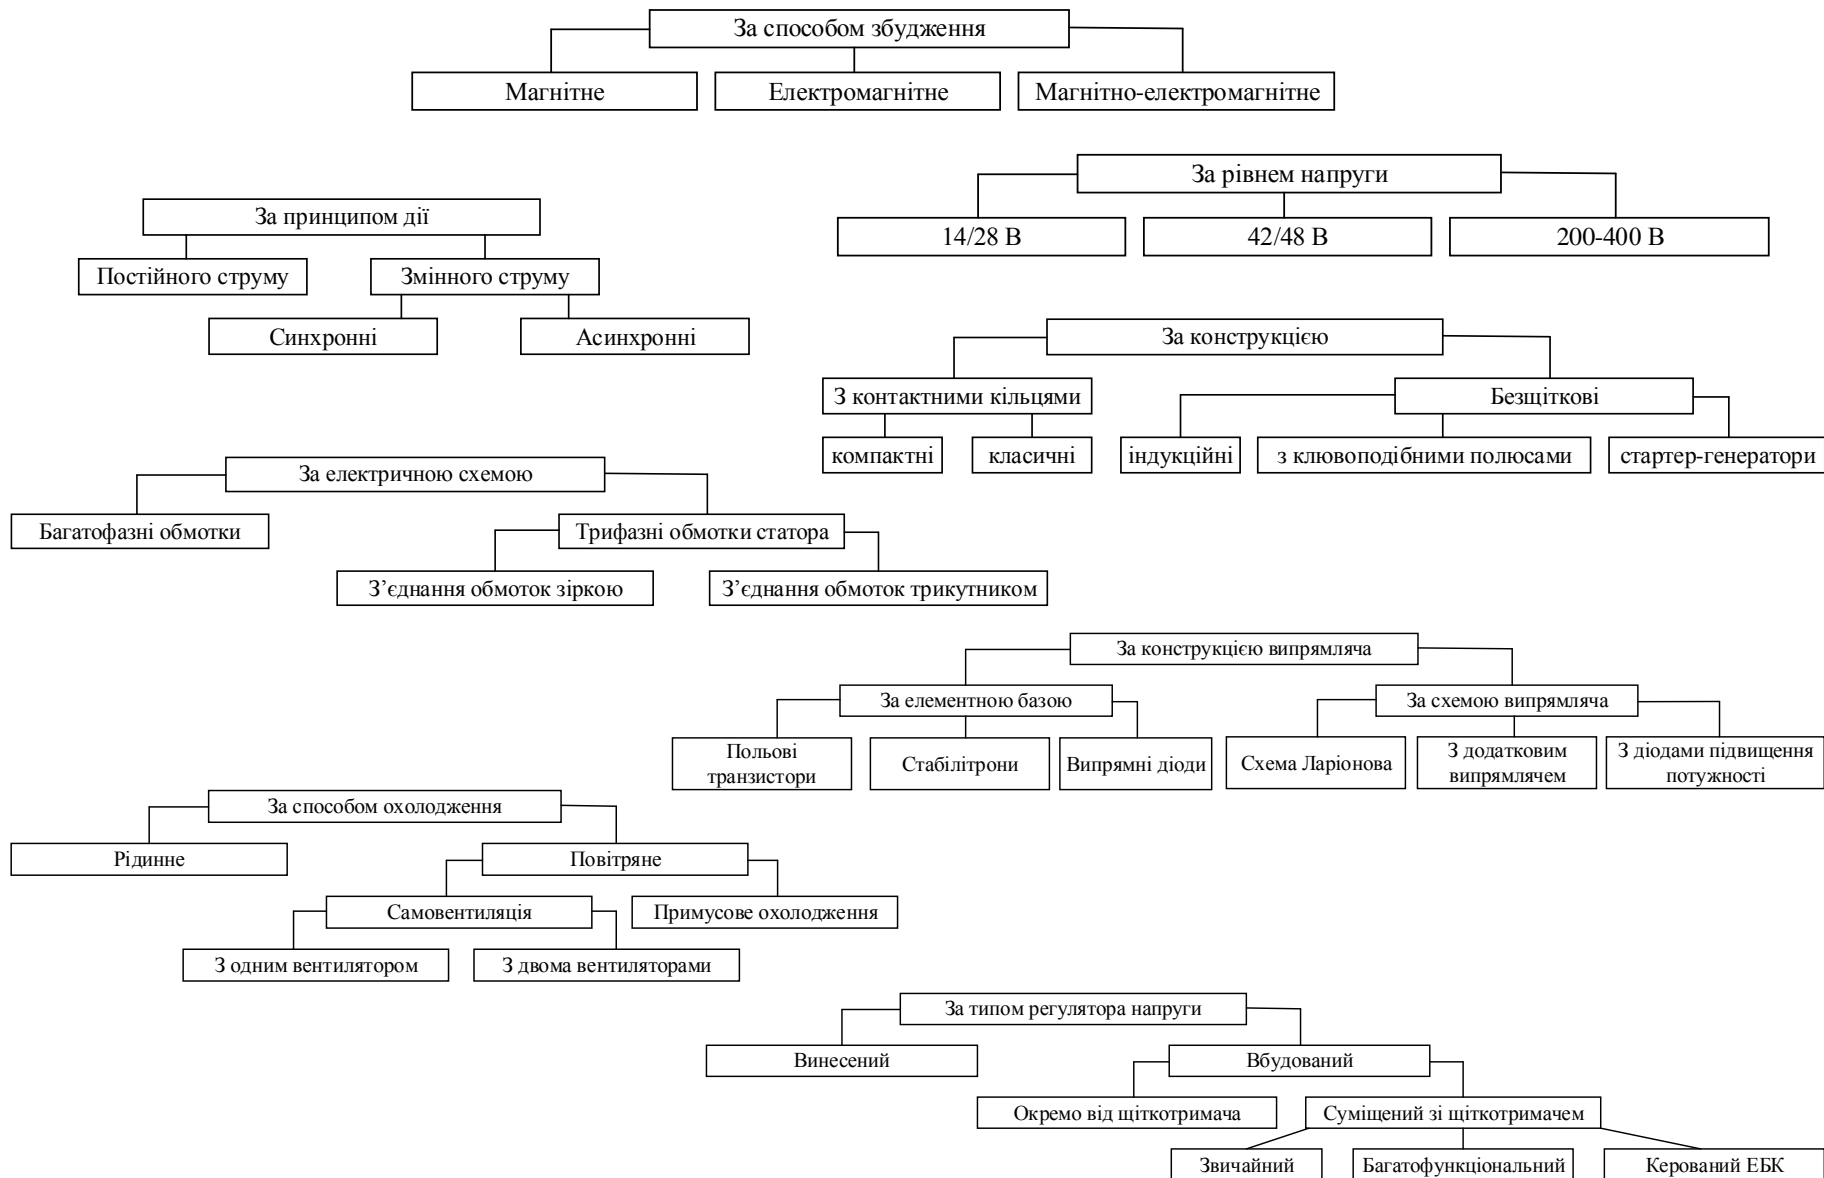 За способом збудження
Магнітне
Електромагнітне
Магнітно-електромагнітне
За рівнем напруги
14/28 В
42/48 В
200-400 В
За принципом дії
Постійного струму
Змінного струму
Синхронні
Асинхронні
За конструкцією
З контактними кільцями
Безщіткові
компактні
класичні
індукційні
з клювоподібними полюсами
стартер-генератори
За електричною схемою
Багатофазні обмотки
Трифазні обмотки статора
З’єднання обмоток зіркою
З’єднання обмоток трикутником
За конструкцією випрямляча
За елементною базою
За схемою випрямляча
Польові
транзистори
Стабілітрони
Випрямні діоди
Схема Ларіонова
З додатковим
випрямлячем
З діодами підвищення
потужності
За способом охолодження
Рідинне
Повітряне
Самовентиляція
Примусове охолодження
З одним вентилятором
З двома вентиляторами
За типом регулятора напруги
Винесений
Вбудований
Окремо від щіткотримача
Суміщений зі щіткотримачем
Звичайний
Багатофункціональний
Керований ЕБК